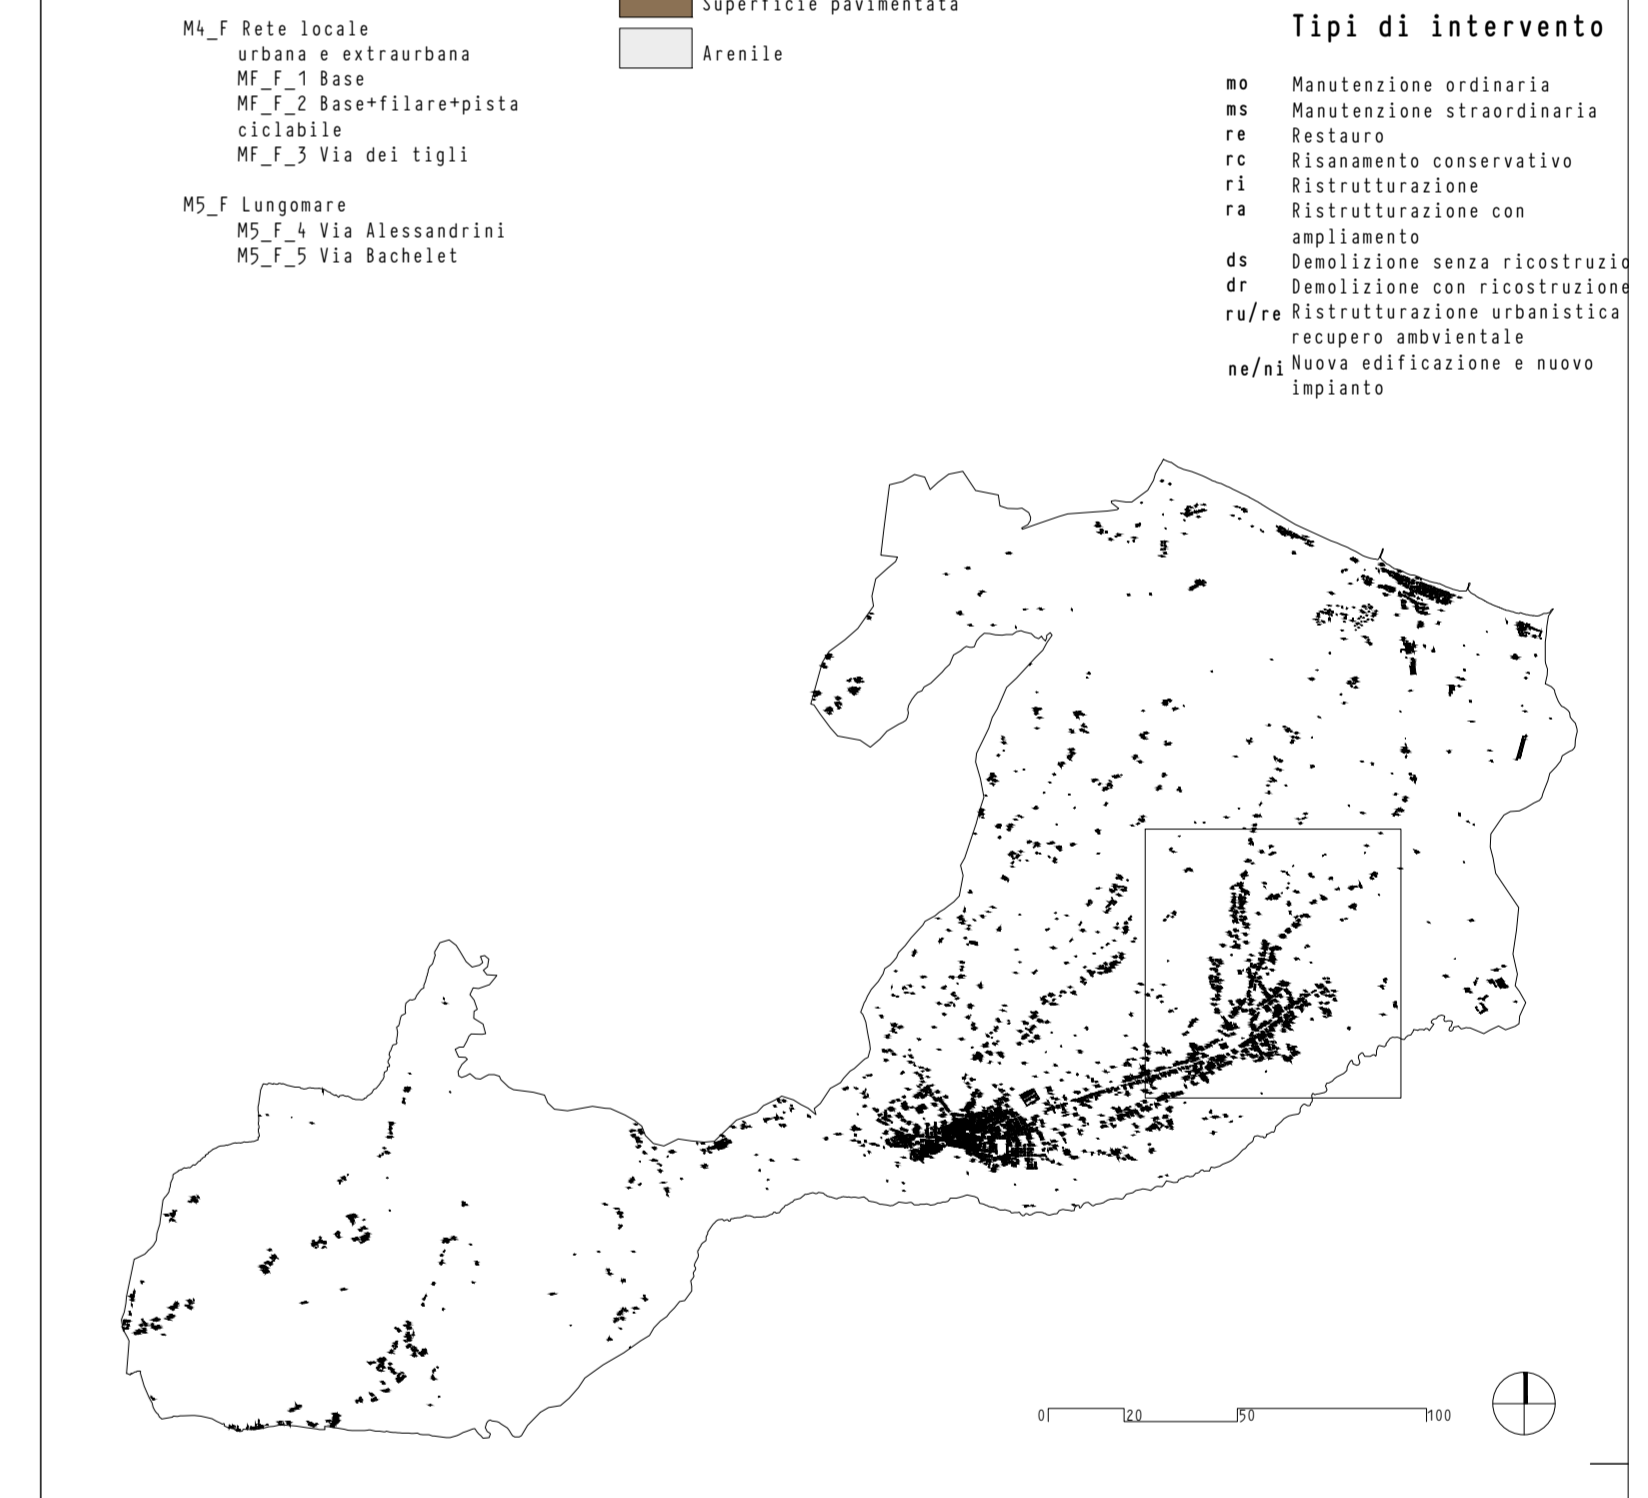 M4_F Rete locale
urbana e extraurbana
MF_F_1 Base
MF_F_2 Base+filare+pista
ciclabile
MF_F_3 Via dei tigli
M5_F Lungomare
M5_F_4 Via Alessandrini
M5_F_5 Via Bachelet
Superficie pavimentata
Arenile
Tipi di intervento
mo Manutenzione ordinaria
ms Manutenzione straordinaria
re Restauro
rc Risanamento conservativo
ri Ristrutturazione
ra Ristrutturazione con
ampliamento
ds Demolizione senza ricostruzio
dr Demolizione con ricostruzione
ru/re Ristrutturazione urbanistica
recupero ambvientale
ne/ni Nuova edificazione e nuovo
impianto
0 20 50 100